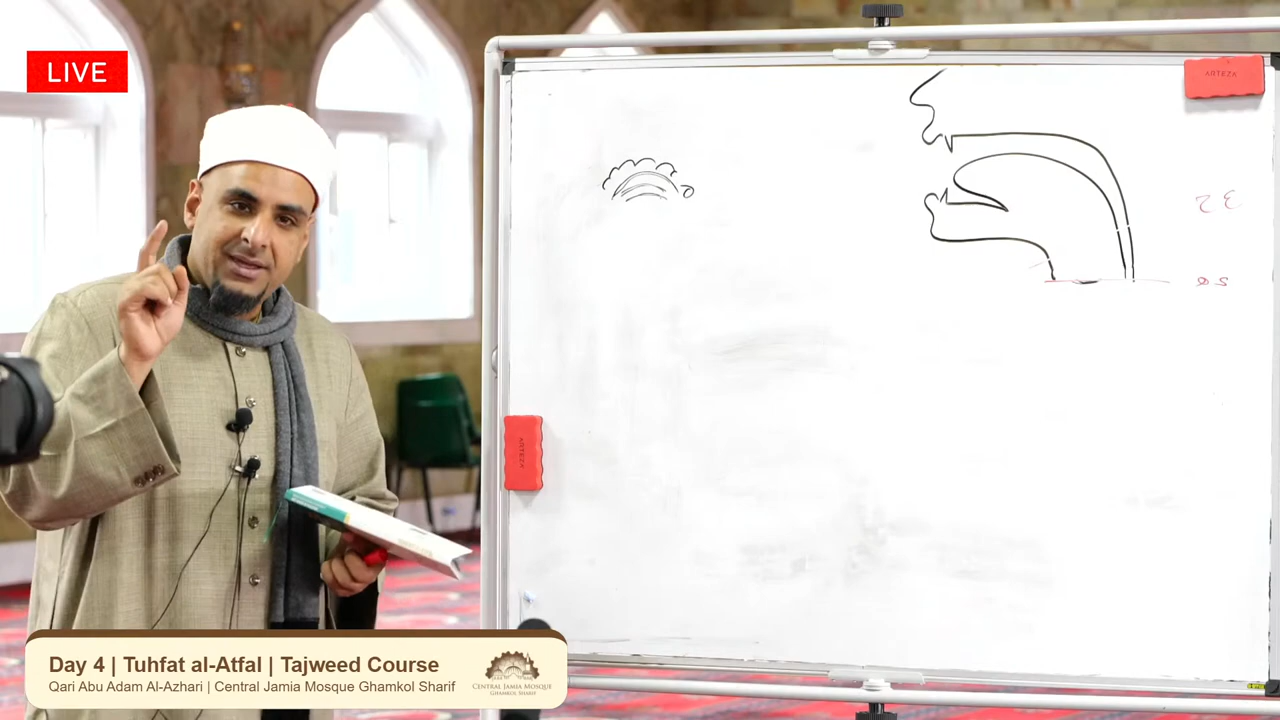 LIVE
ARTEZA
ARTEZA
Day 4 | Tuhfat al-Atfal | Tajweed Course
Qari Abu Adam Al-Azhari | Central Jamia Mosque Ghamkol Sharif
CENTRAL JAMIA MOSQUE
GHAMKOL SHARIF